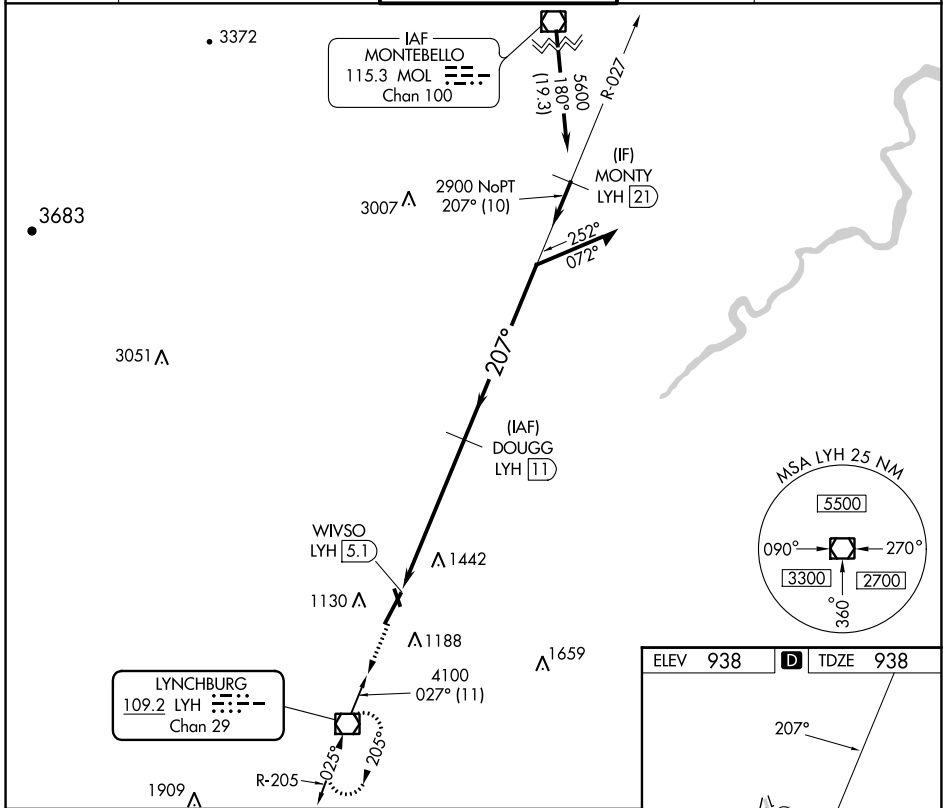 3372
IAF
MONTEBELLO
115.3 MOL
Chan 100
5600
180°
(19.3)
R-027
(IF)
MONTY
LYH 21
2900 NoPT
207° (10)
3007
3683
252°
072°
207°
3051
(IAF)
DOUGG
LYH 11
MSA LYH 25 NM
5500
090°
270°
3300
2700
360°
WIVSO
LYH 5.1
1442
1130
1188
1659
ELEV 938 D TDZE 938
207°
LYNCHBURG
109.2 LYH
Chan 29
4100
027° (11)
025°
205°
R-205
1909